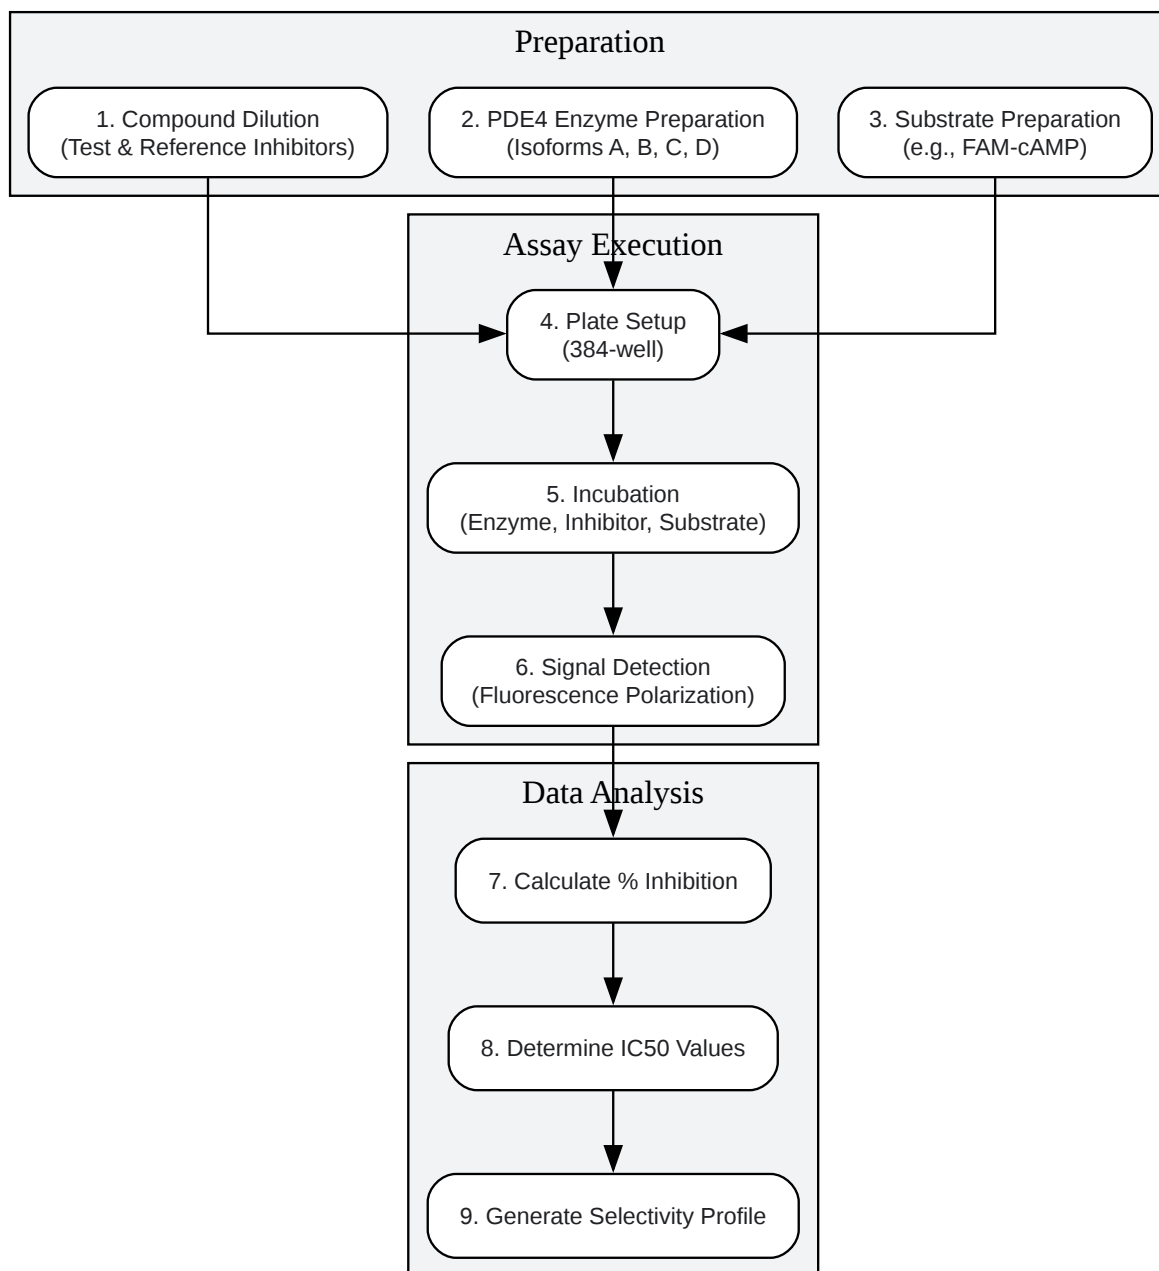 Preparation
1. Compound Dilution
(Test & Reference Inhibitors)
2. PDE4 Enzyme Preparation
(Isoforms A, B, C, D)
3. Substrate Preparation
(e.g., FAM-cAMP)
Assay Execution
4. Plate Setup
(384-well)
5. Incubation
(Enzyme, Inhibitor, Substrate)
6. Signal Detection
(Fluorescence Polarization)
Data Analysis
7. Calculate % Inhibition
8. Determine IC50 Values
9. Generate Selectivity Profile